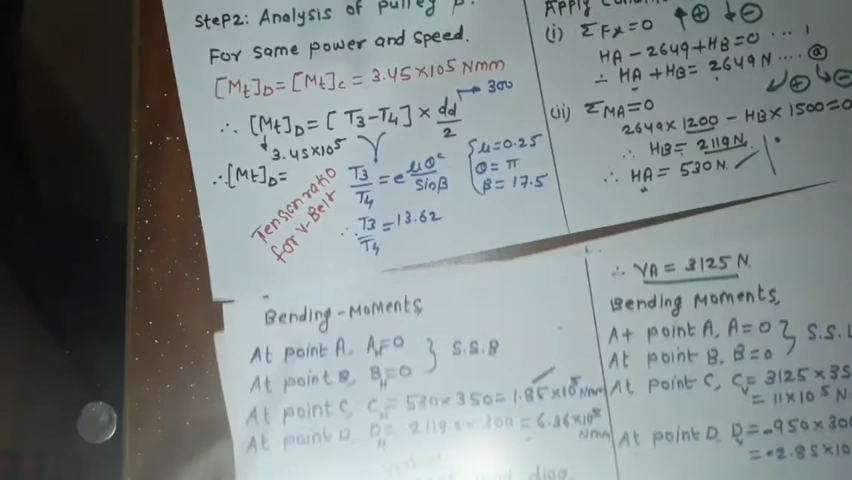 Step2: Analysis of pulley
For same power and speed.
[Mt]D = [Mt]C = 3.45×10⁵ Nmm
∴ [Mt]D = [T3-T4] × dd/2 → 300
3.45×10⁵
∴ [Mt]D =
Tension ratio for V-Belt
T3/T4 = e^μθ/sinβ
{ μ=0.25
θ = π
β = 17.5
∴ T3/T4 = 13.62
Apply
(i) ΣFx=0 ↑⊕ ↓⊖
HA - 2649 + HB = 0 ....
∴ HA + HB = 2649 N .... ⓐ
(ii) ΣMA=0 ⊕ ⊖
2649 × 1200 - HB × 1500 = 0
∴ HB = 2119 N
∴ HA = 530 N
Bending-Moments,
At point A, AH=0 } S.S.B
At point B, BH=0
At point C, CH = 530×350 = 1.85×10⁵ Nmm
At point D, DH = 2119 × 300 = 6.36×10⁵ Nmm
diag.
∴ VA = 3125 N
Bending Moments,
At point A, A=0 } S.S.
At point B, B=0
At point C, CV = 3125×35
= 11×10⁵ N
At point D, DV = -950×30
= -2.85×10